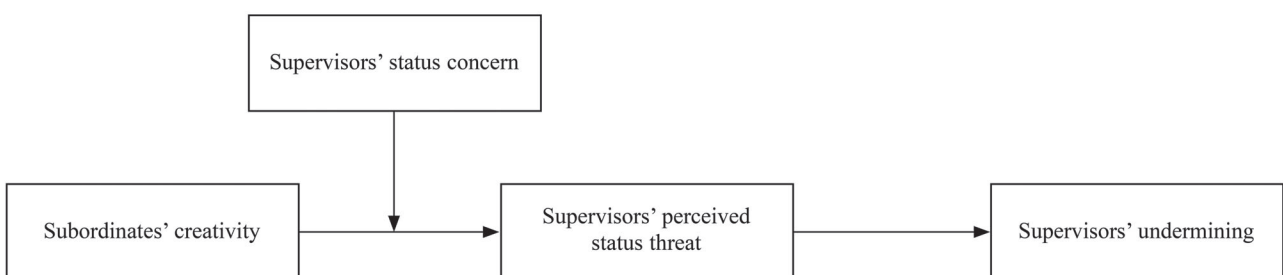 Supervisors’ status concern
Subordinates’ creativity
Supervisors’ perceived
status threat
Supervisors’ undermining